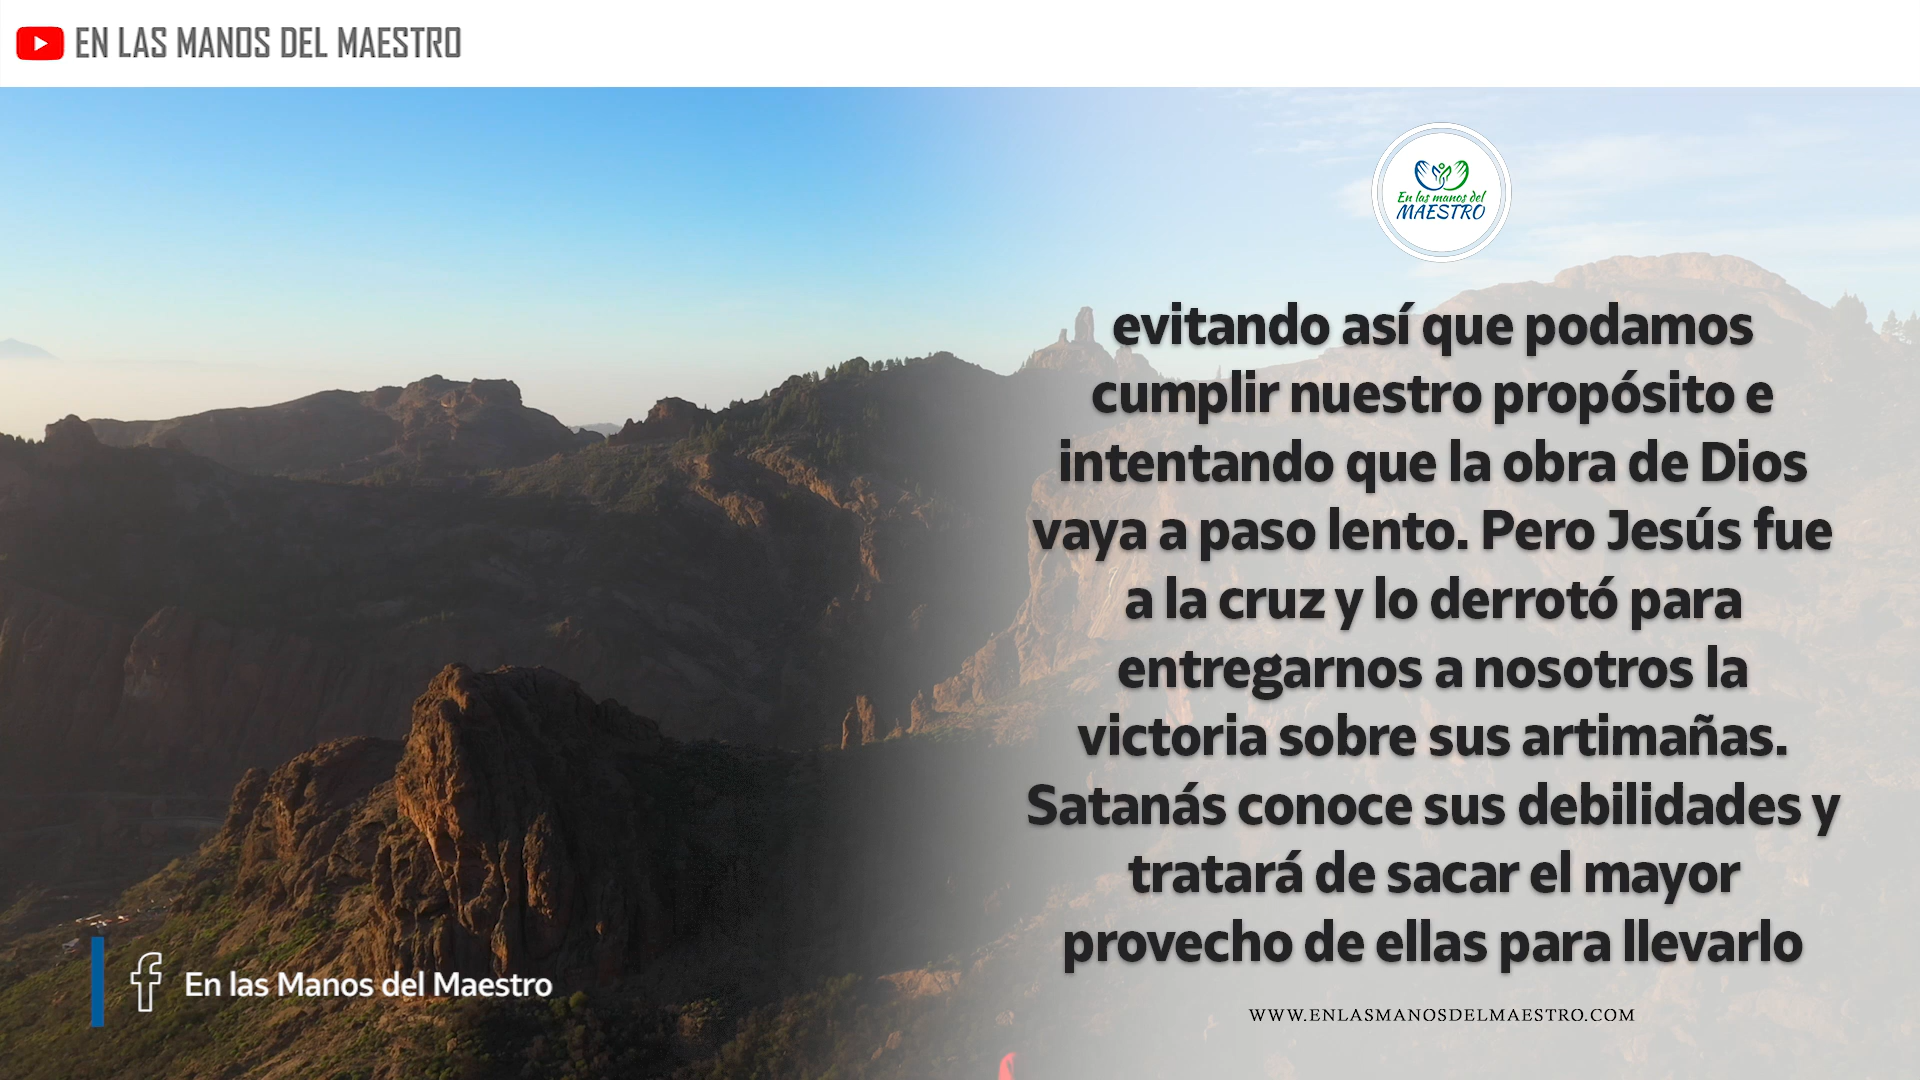 EN LAS MANOS DEL MAESTRO
En las manos del
MAESTRO
evitando así que podamos
cumplir nuestro propósito e
intentando que la obra de Dios
vaya a paso lento. Pero Jesús fue
a la cruz y lo derrotó para
entregarnos a nosotros la
victoria sobre sus artimañas.
Satanás conoce sus debilidades y
tratará de sacar el mayor
provecho de ellas para llevarlo
En las Manos del Maestro
WWW.ENLASMANOSDELMAESTRO.COM